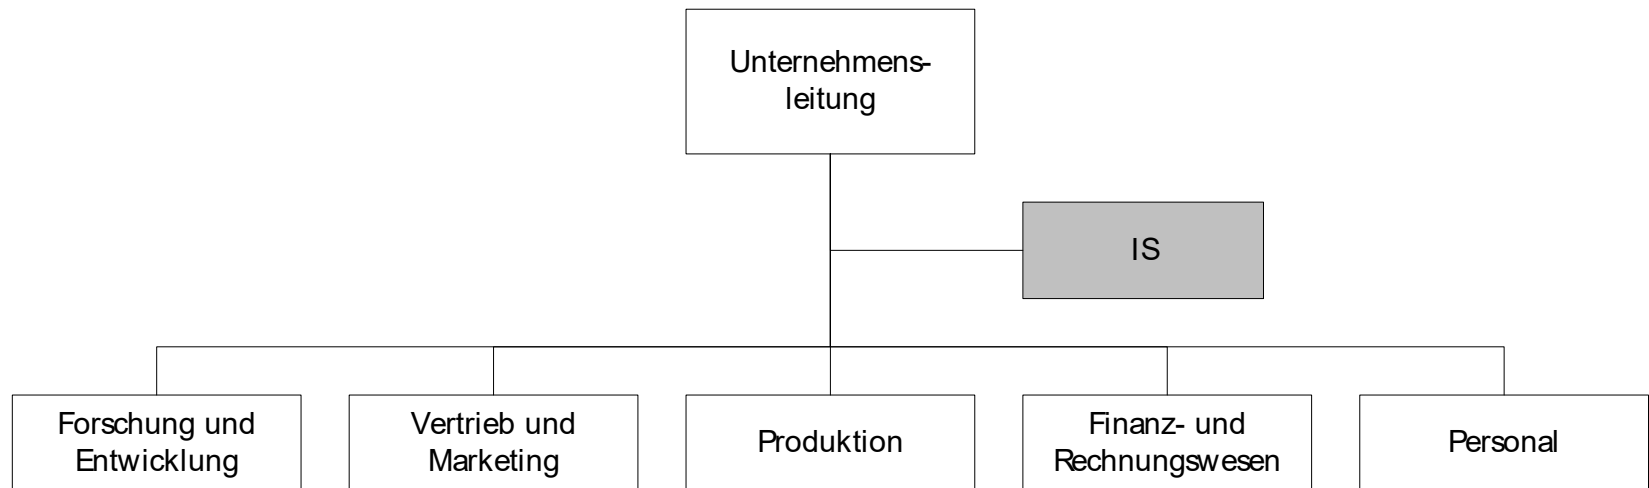 Unternehmens-
leitung
IS
Forschung und
Entwicklung
Vertrieb und
Marketing
Produktion
Finanz- und
Rechnungswesen
Personal